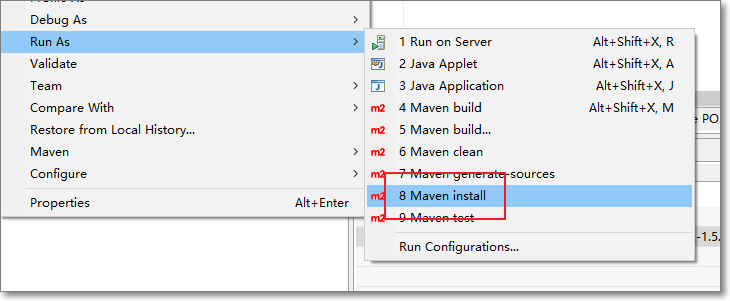 Debug As
Run As
Validate
Team
Compare With
Restore from Local History...
Maven
Configure
Properties Alt+Enter
1 Run on Server Alt+Shift+X, R
2 Java Applet Alt+Shift+X, A
3 Java Application Alt+Shift+X, J
m2 4 Maven build Alt+Shift+X, M
m2 5 Maven build...
m2 6 Maven clean
m2 7 Maven generate-sources
m2 8 Maven install
m2 9 Maven test
Run Configurations...
e PO
-1.5.